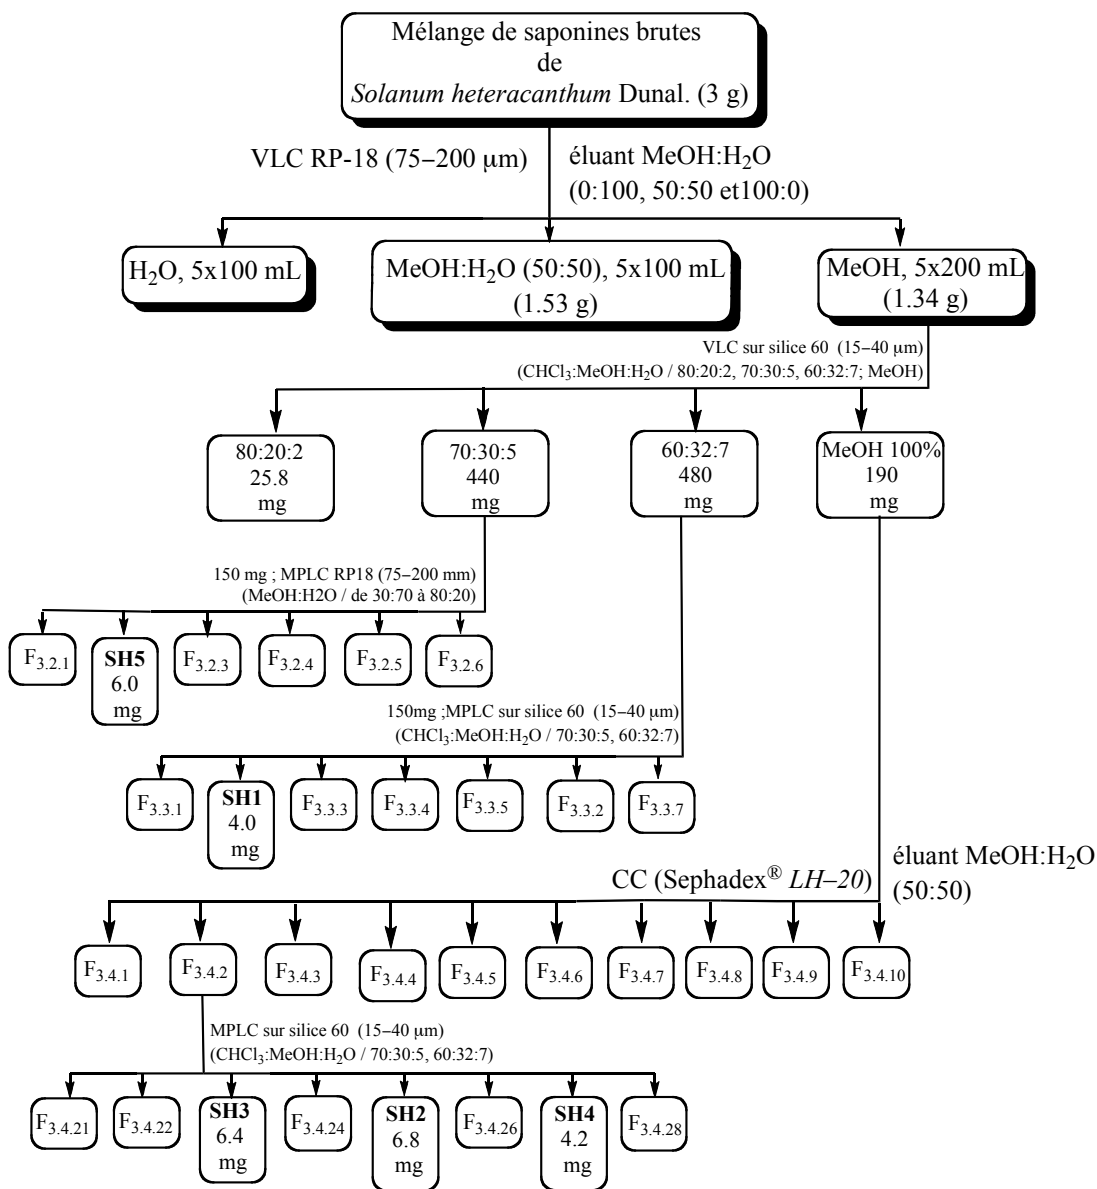 Mélange de saponines brutes
de
Solanum heteracanthum Dunal. (3 g)
VLC RP-18 (75–200 μm)
éluant MeOH:H₂O
(0:100, 50:50 et100:0)
H₂O, 5x100 mL
MeOH:H₂O (50:50), 5x100 mL
(1.53 g)
MeOH, 5x200 mL
(1.34 g)
VLC sur silice 60 (15–40 μm)
(CHCl₃:MeOH:H₂O / 80:20:2, 70:30:5, 60:32:7; MeOH)
80:20:2
25.8
mg
70:30:5
440
mg
60:32:7
480
mg
MeOH 100%
190
mg
150 mg ; MPLC RP18 (75–200 mm)
(MeOH:H2O / de 30:70 à 80:20)
F3.2.1
SH5
6.0
mg
F3.2.3
F3.2.4
F3.2.5
F3.2.6
150mg ;MPLC sur silice 60 (15–40 μm)
(CHCl₃:MeOH:H₂O / 70:30:5, 60:32:7)
F3.3.1
SH1
4.0
mg
F3.3.3
F3.3.4
F3.3.5
F3.3.2
F3.3.7
CC (Sephadex® LH–20)
éluant MeOH:H₂O
(50:50)
F3.4.1
F3.4.2
F3.4.3
F3.4.4
F3.4.5
F3.4.6
F3.4.7
F3.4.8
F3.4.9
F3.4.10
MPLC sur silice 60 (15–40 μm)
(CHCl₃:MeOH:H₂O / 70:30:5, 60:32:7)
F3.4.21
F3.4.22
SH3
6.4
mg
F3.4.24
SH2
6.8
mg
F3.4.26
SH4
4.2
mg
F3.4.28